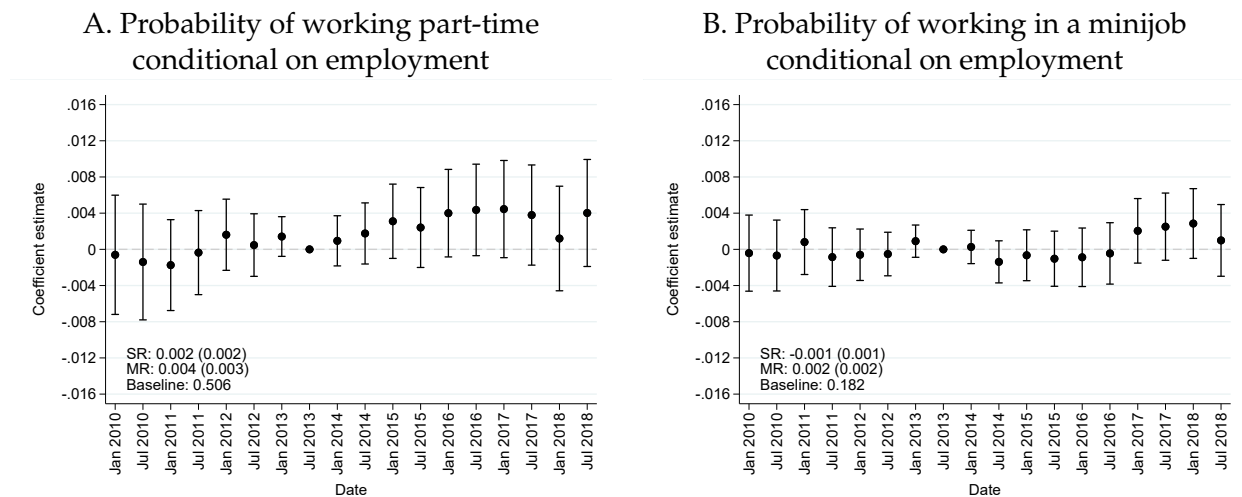 A. Probability of working part-time
conditional on employment
.016
.012
.008
.004
0
-.004
-.008
-.012
-.016
Coefficient estimate
SR: 0.002 (0.002)
MR: 0.004 (0.003)
Baseline: 0.506
Jan 2010
Jul 2010
Jan 2011
Jul 2011
Jan 2012
Jul 2012
Jan 2013
Jul 2013
Jan 2014
Jul 2014
Jan 2015
Jul 2015
Jan 2016
Jul 2016
Jan 2017
Jul 2017
Jan 2018
Jul 2018
Date
B. Probability of working in a minijob
conditional on employment
.016
.012
.008
.004
0
-.004
-.008
-.012
-.016
Coefficient estimate
SR: -0.001 (0.001)
MR: 0.002 (0.002)
Baseline: 0.182
Jan 2010
Jul 2010
Jan 2011
Jul 2011
Jan 2012
Jul 2012
Jan 2013
Jul 2013
Jan 2014
Jul 2014
Jan 2015
Jul 2015
Jan 2016
Jul 2016
Jan 2017
Jul 2017
Jan 2018
Jul 2018
Date